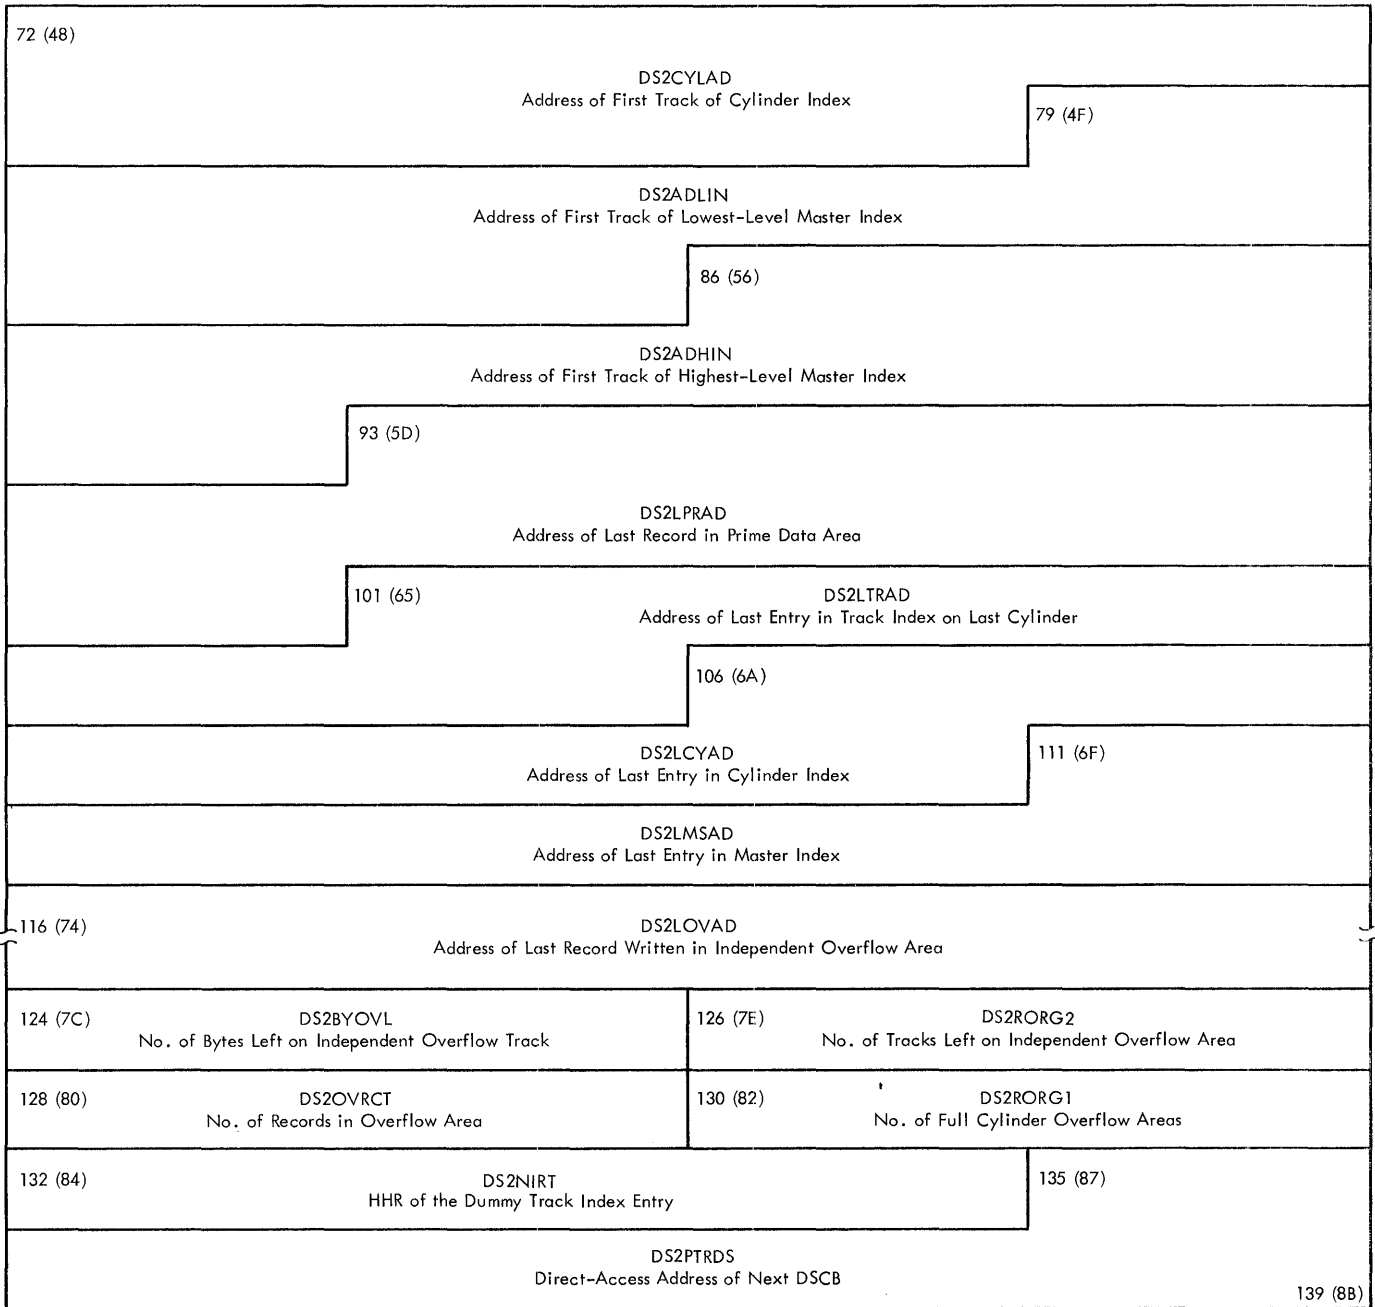 72 (48)
DS2CYLAD
Address of First Track of Cylinder Index
79 (4F)
DS2ADLIN
Address of First Track of Lowest-Level Master Index
86 (56)
DS2ADHIN
Address of First Track of Highest-Level Master Index
93 (5D)
DS2LPRAD
Address of Last Record in Prime Data Area
101 (65)
DS2LTRAD
Address of Last Entry in Track Index on Last Cylinder
106 (6A)
DS2LCYAD
Address of Last Entry in Cylinder Index
111 (6F)
DS2LMSAD
Address of Last Entry in Master Index
116 (74)
DS2LOVAD
Address of Last Record Written in Independent Overflow Area
124 (7C)
DS2BYOVL
No. of Bytes Left on Independent Overflow Track
126 (7E)
DS2RORG2
No. of Tracks Left on Independent Overflow Area
128 (80)
DS2OVRCT
No. of Records in Overflow Area
130 (82)
DS2RORG1
No. of Full Cylinder Overflow Areas
132 (84)
DS2NIRT
HHR of the Dummy Track Index Entry
135 (87)
DS2PTRDS
Direct-Access Address of Next DSCB
139 (8B)